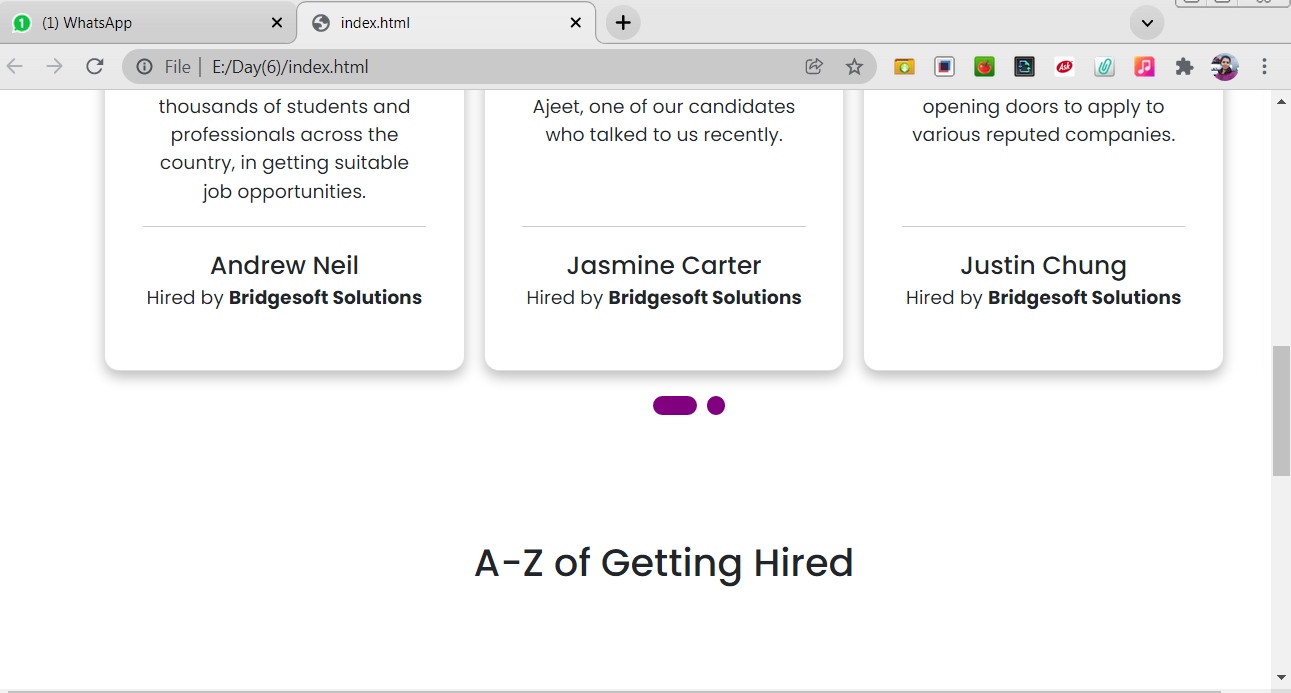 (1) WhatsApp
index.html
File | E:/Day(6)/index.html
Ask
thousands of students and
professionals across the
country, in getting suitable
job opportunities.
Andrew Neil
Hired by Bridgesoft Solutions
Ajeet, one of our candidates
who talked to us recently.
Jasmine Carter
Hired by Bridgesoft Solutions
opening doors to apply to
various reputed companies.
Justin Chung
Hired by Bridgesoft Solutions
A-Z of Getting Hired